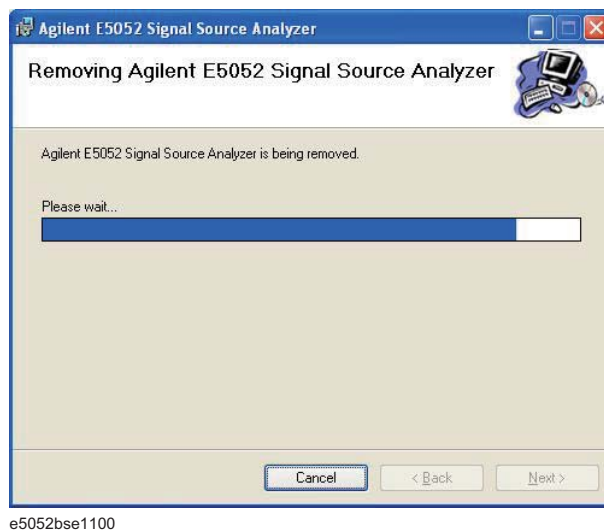 Agilent E5052 Signal Source Analyzer
Removing Agilent E5052 Signal Source Analyzer
Agilent E5052 Signal Source Analyzer is being removed.
Please wait...
Cancel < Back Next >
e5052bse1100